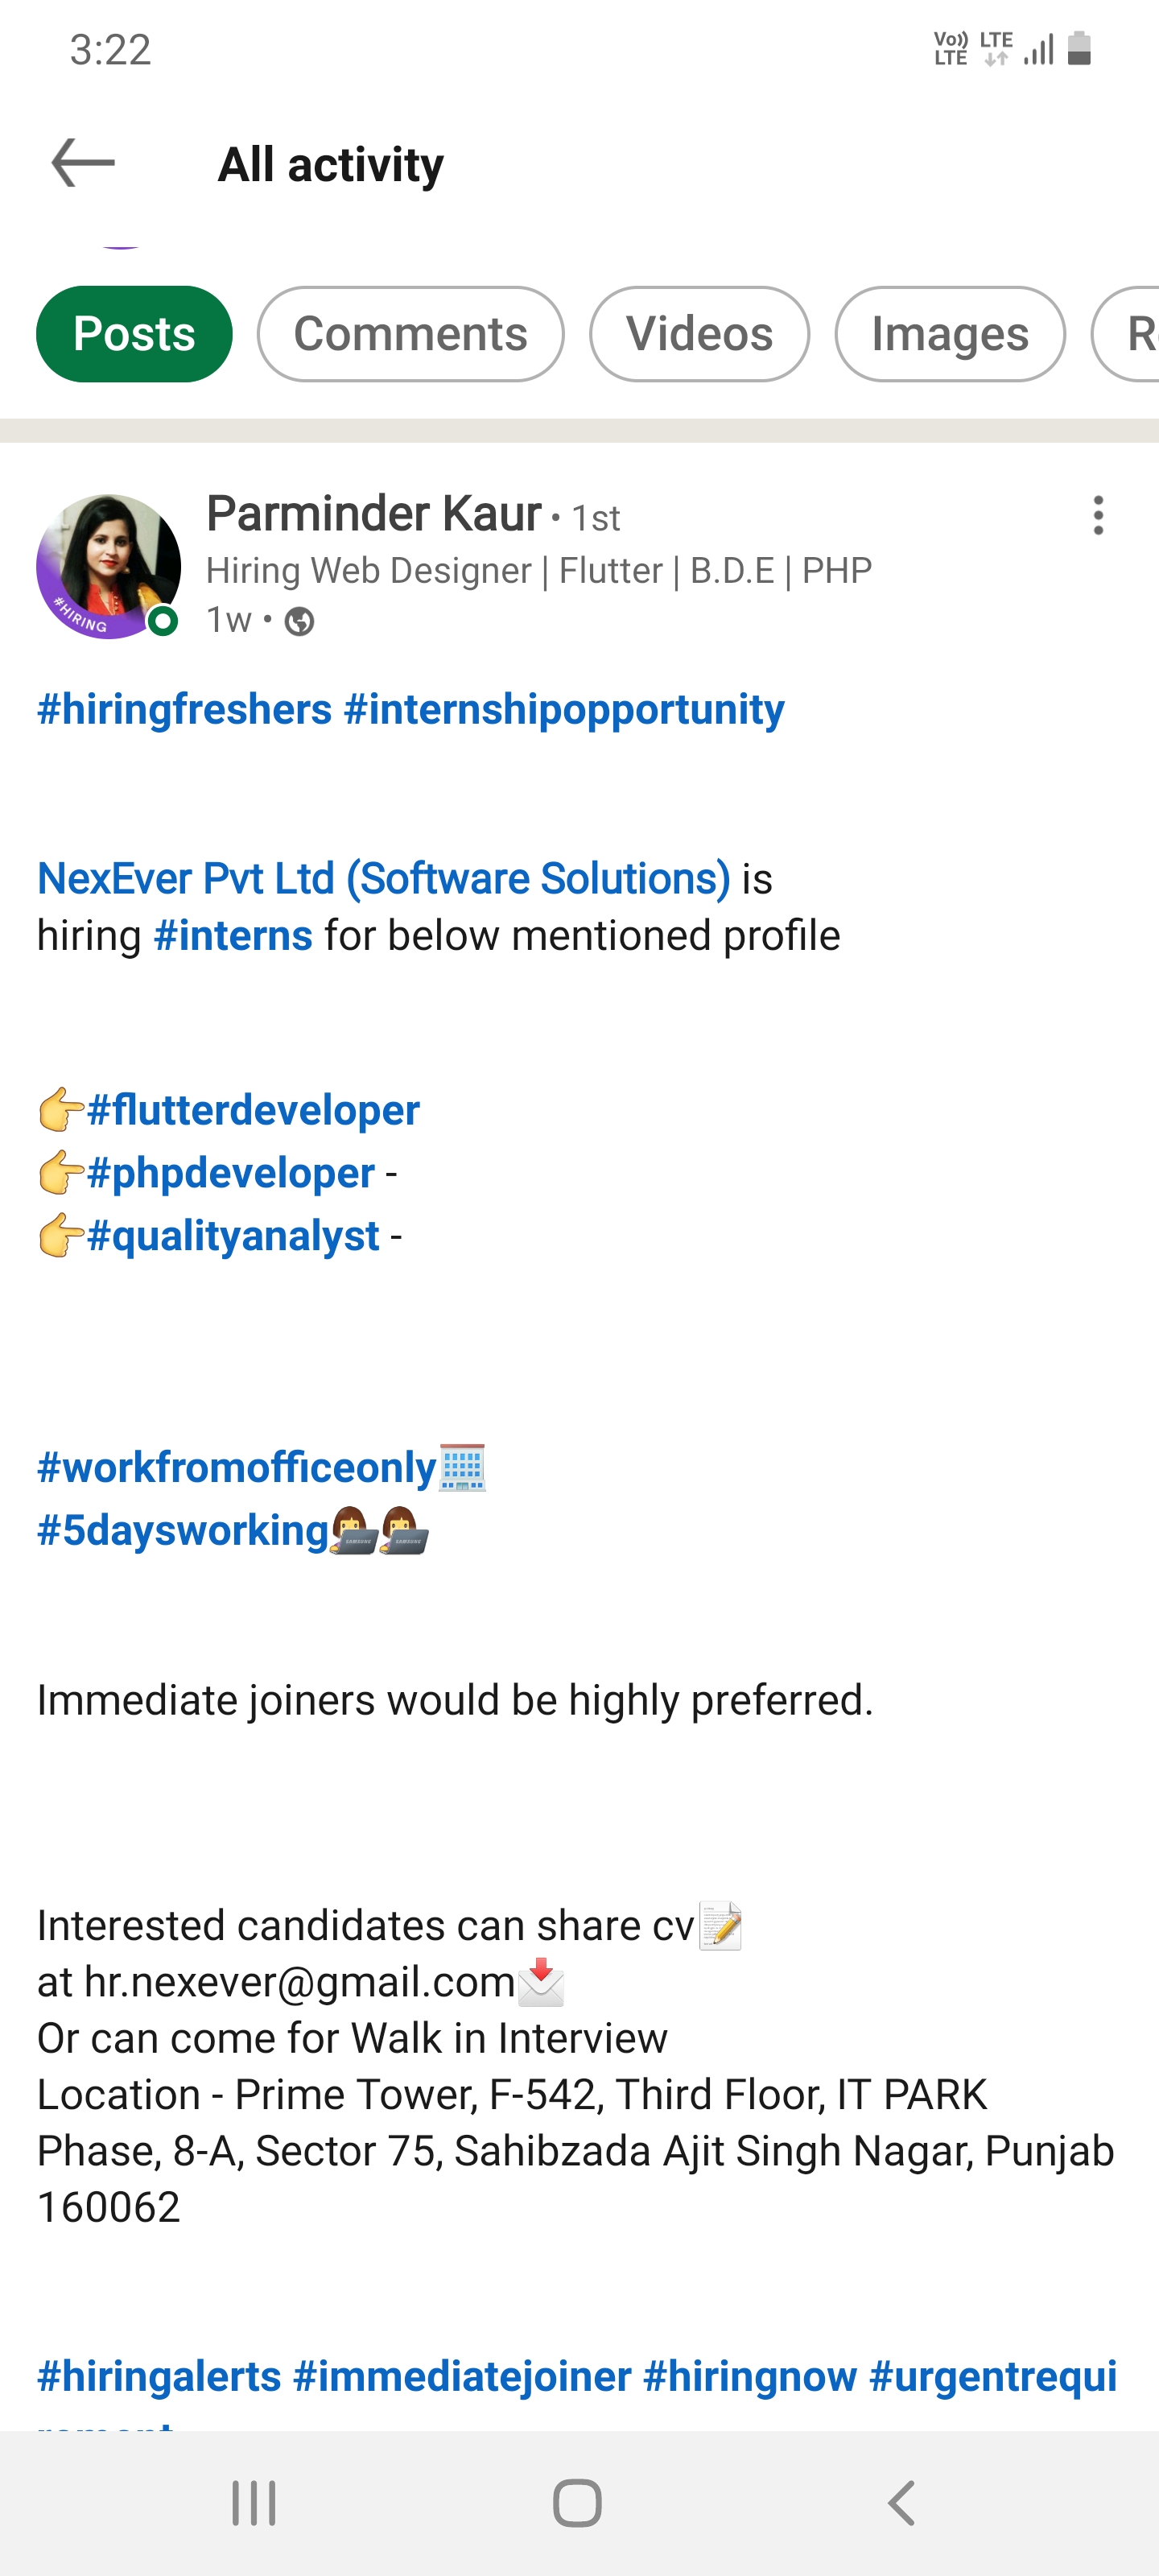 3:22
Vo)) LTE
LTE
All activity
Posts Comments Videos Images R
Parminder Kaur • 1st
Hiring Web Designer | Flutter | B.D.E | PHP
1w •
#HIRING
#hiringfreshers #internshipopportunity
NexEver Pvt Ltd (Software Solutions) is
hiring #interns for below mentioned profile
👉#flutterdeveloper
👉#phpdeveloper -
👉#qualityanalyst -
#workfromofficeonly🏢
#5daysworking👩‍💻👩‍💻
Immediate joiners would be highly preferred.
Interested candidates can share cv📝
at hr.nexever@gmail.com📩
Or can come for Walk in Interview
Location - Prime Tower, F-542, Third Floor, IT PARK
Phase, 8-A, Sector 75, Sahibzada Ajit Singh Nagar, Punjab
160062
#hiringalerts #immediatejoiner #hiringnow #urgentrequi